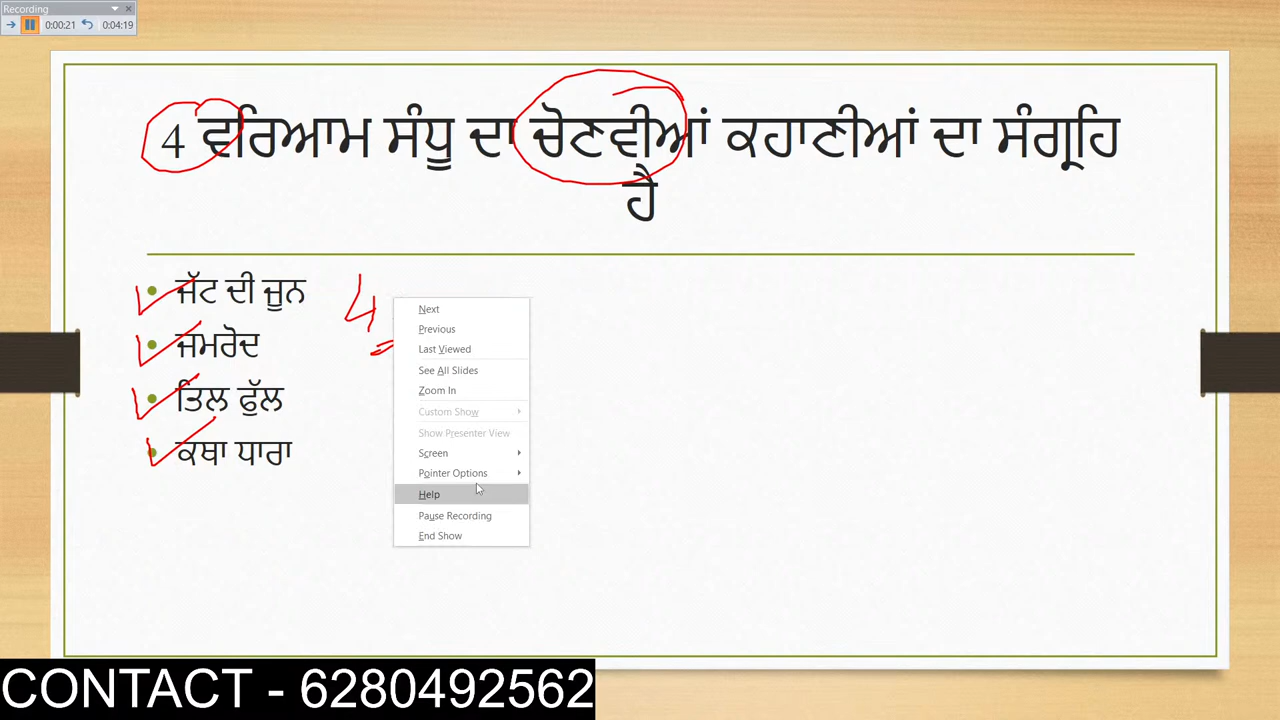 Recording
0:00:21 0:04:19
4 ਵਰਿਆਮ ਸੰਧੂ ਦਾ ਚੋਣਵੀਆਂ ਕਹਾਣੀਆਂ ਦਾ ਸੰਗ੍ਰਹਿ
ਹੈ
• ਜੱਟ ਦੀ ਜੂਨ
• ਜਮਰੋਦ
• ਤਿਲ ਫੁੱਲ
• ਕਥਾ ਧਾਰਾ
4
Next
Previous
Last Viewed
See All Slides
Zoom In
Custom Show
Show Presenter View
Screen
Pointer Options
Help
Pause Recording
End Show
CONTACT - 6280492562